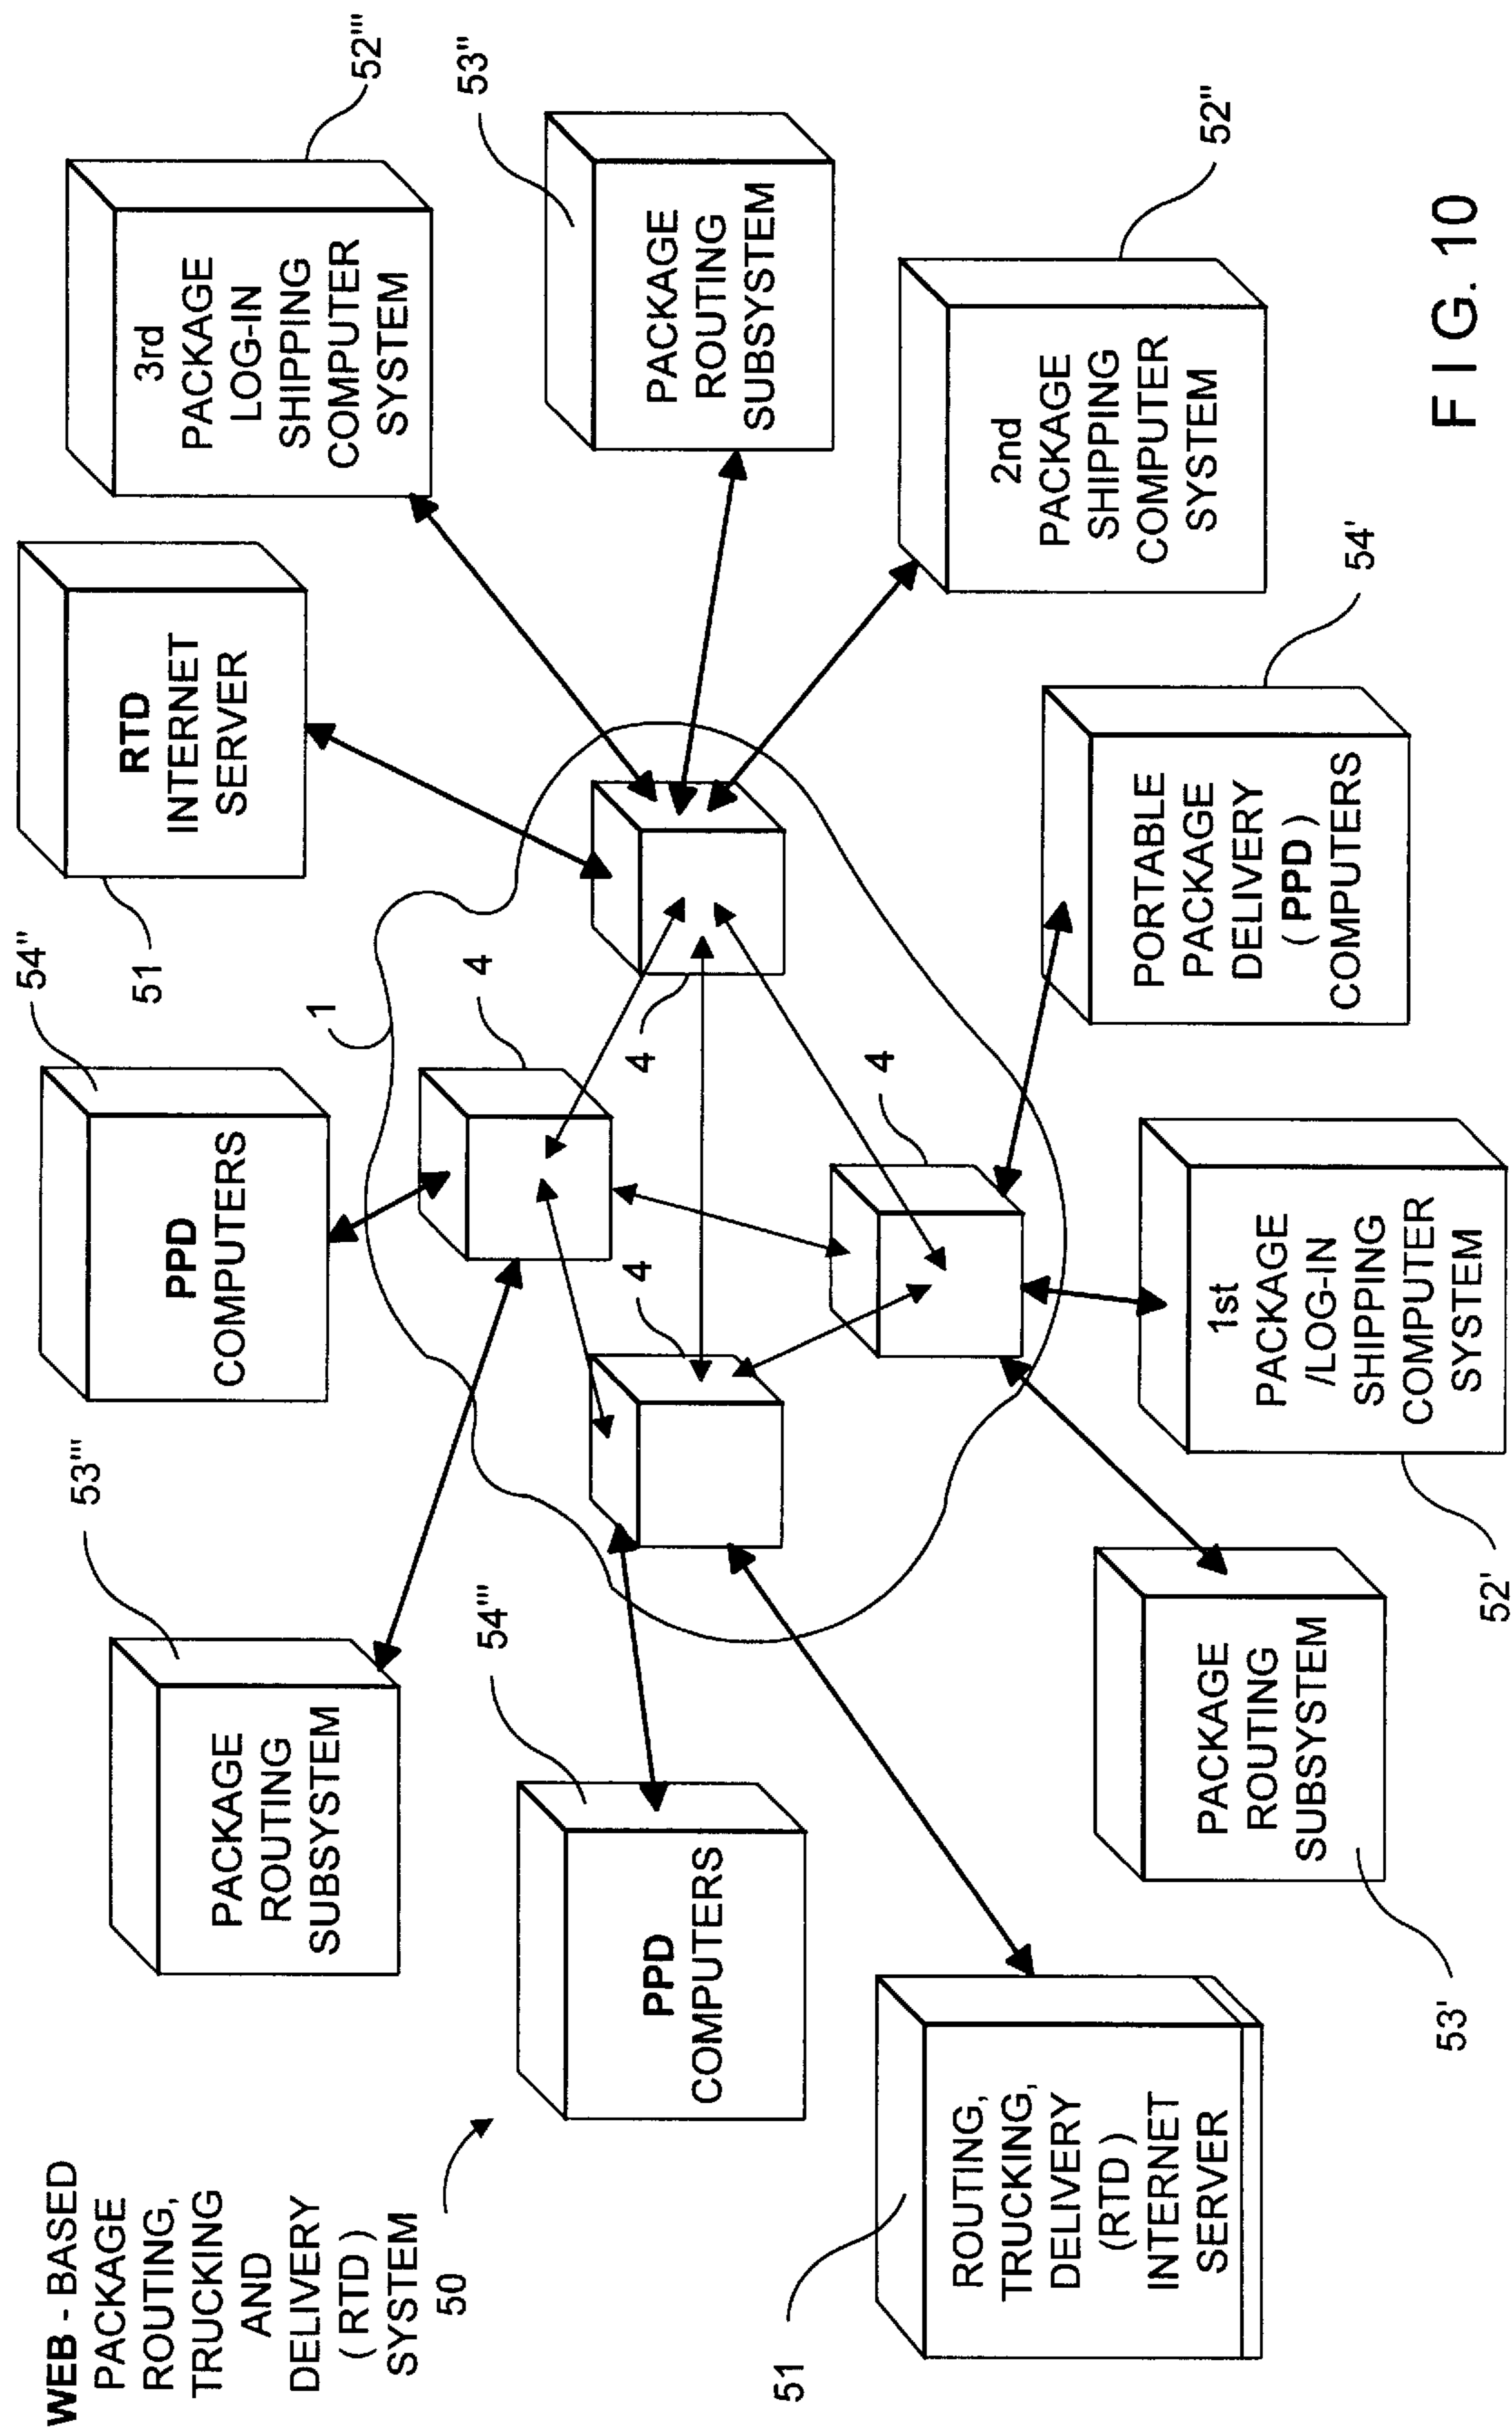 WEB - BASED
PACKAGE
ROUTING,
TRUCKING
AND
DELIVERY
( RTD )
SYSTEM
50
53'''
PACKAGE
ROUTING
SUBSYSTEM
54''
PPD
COMPUTERS
51
RTD
INTERNET
SERVER
52'''
3rd
PACKAGE
LOG-IN
SHIPPING
COMPUTER
SYSTEM
54'''
PPD
COMPUTERS
1
4
4
4
4
53''
PACKAGE
ROUTING
SUBSYSTEM
51
ROUTING,
TRUCKING,
DELIVERY
(RTD)
INTERNET
SERVER
53'
PACKAGE
ROUTING
SUBSYSTEM
52'
1st
PACKAGE
/LOG-IN
SHIPPING
COMPUTER
SYSTEM
54'
PORTABLE
PACKAGE
DELIVERY
( PPD )
COMPUTERS
52''
2nd
PACKAGE
SHIPPING
COMPUTER
SYSTEM
F I G. 10